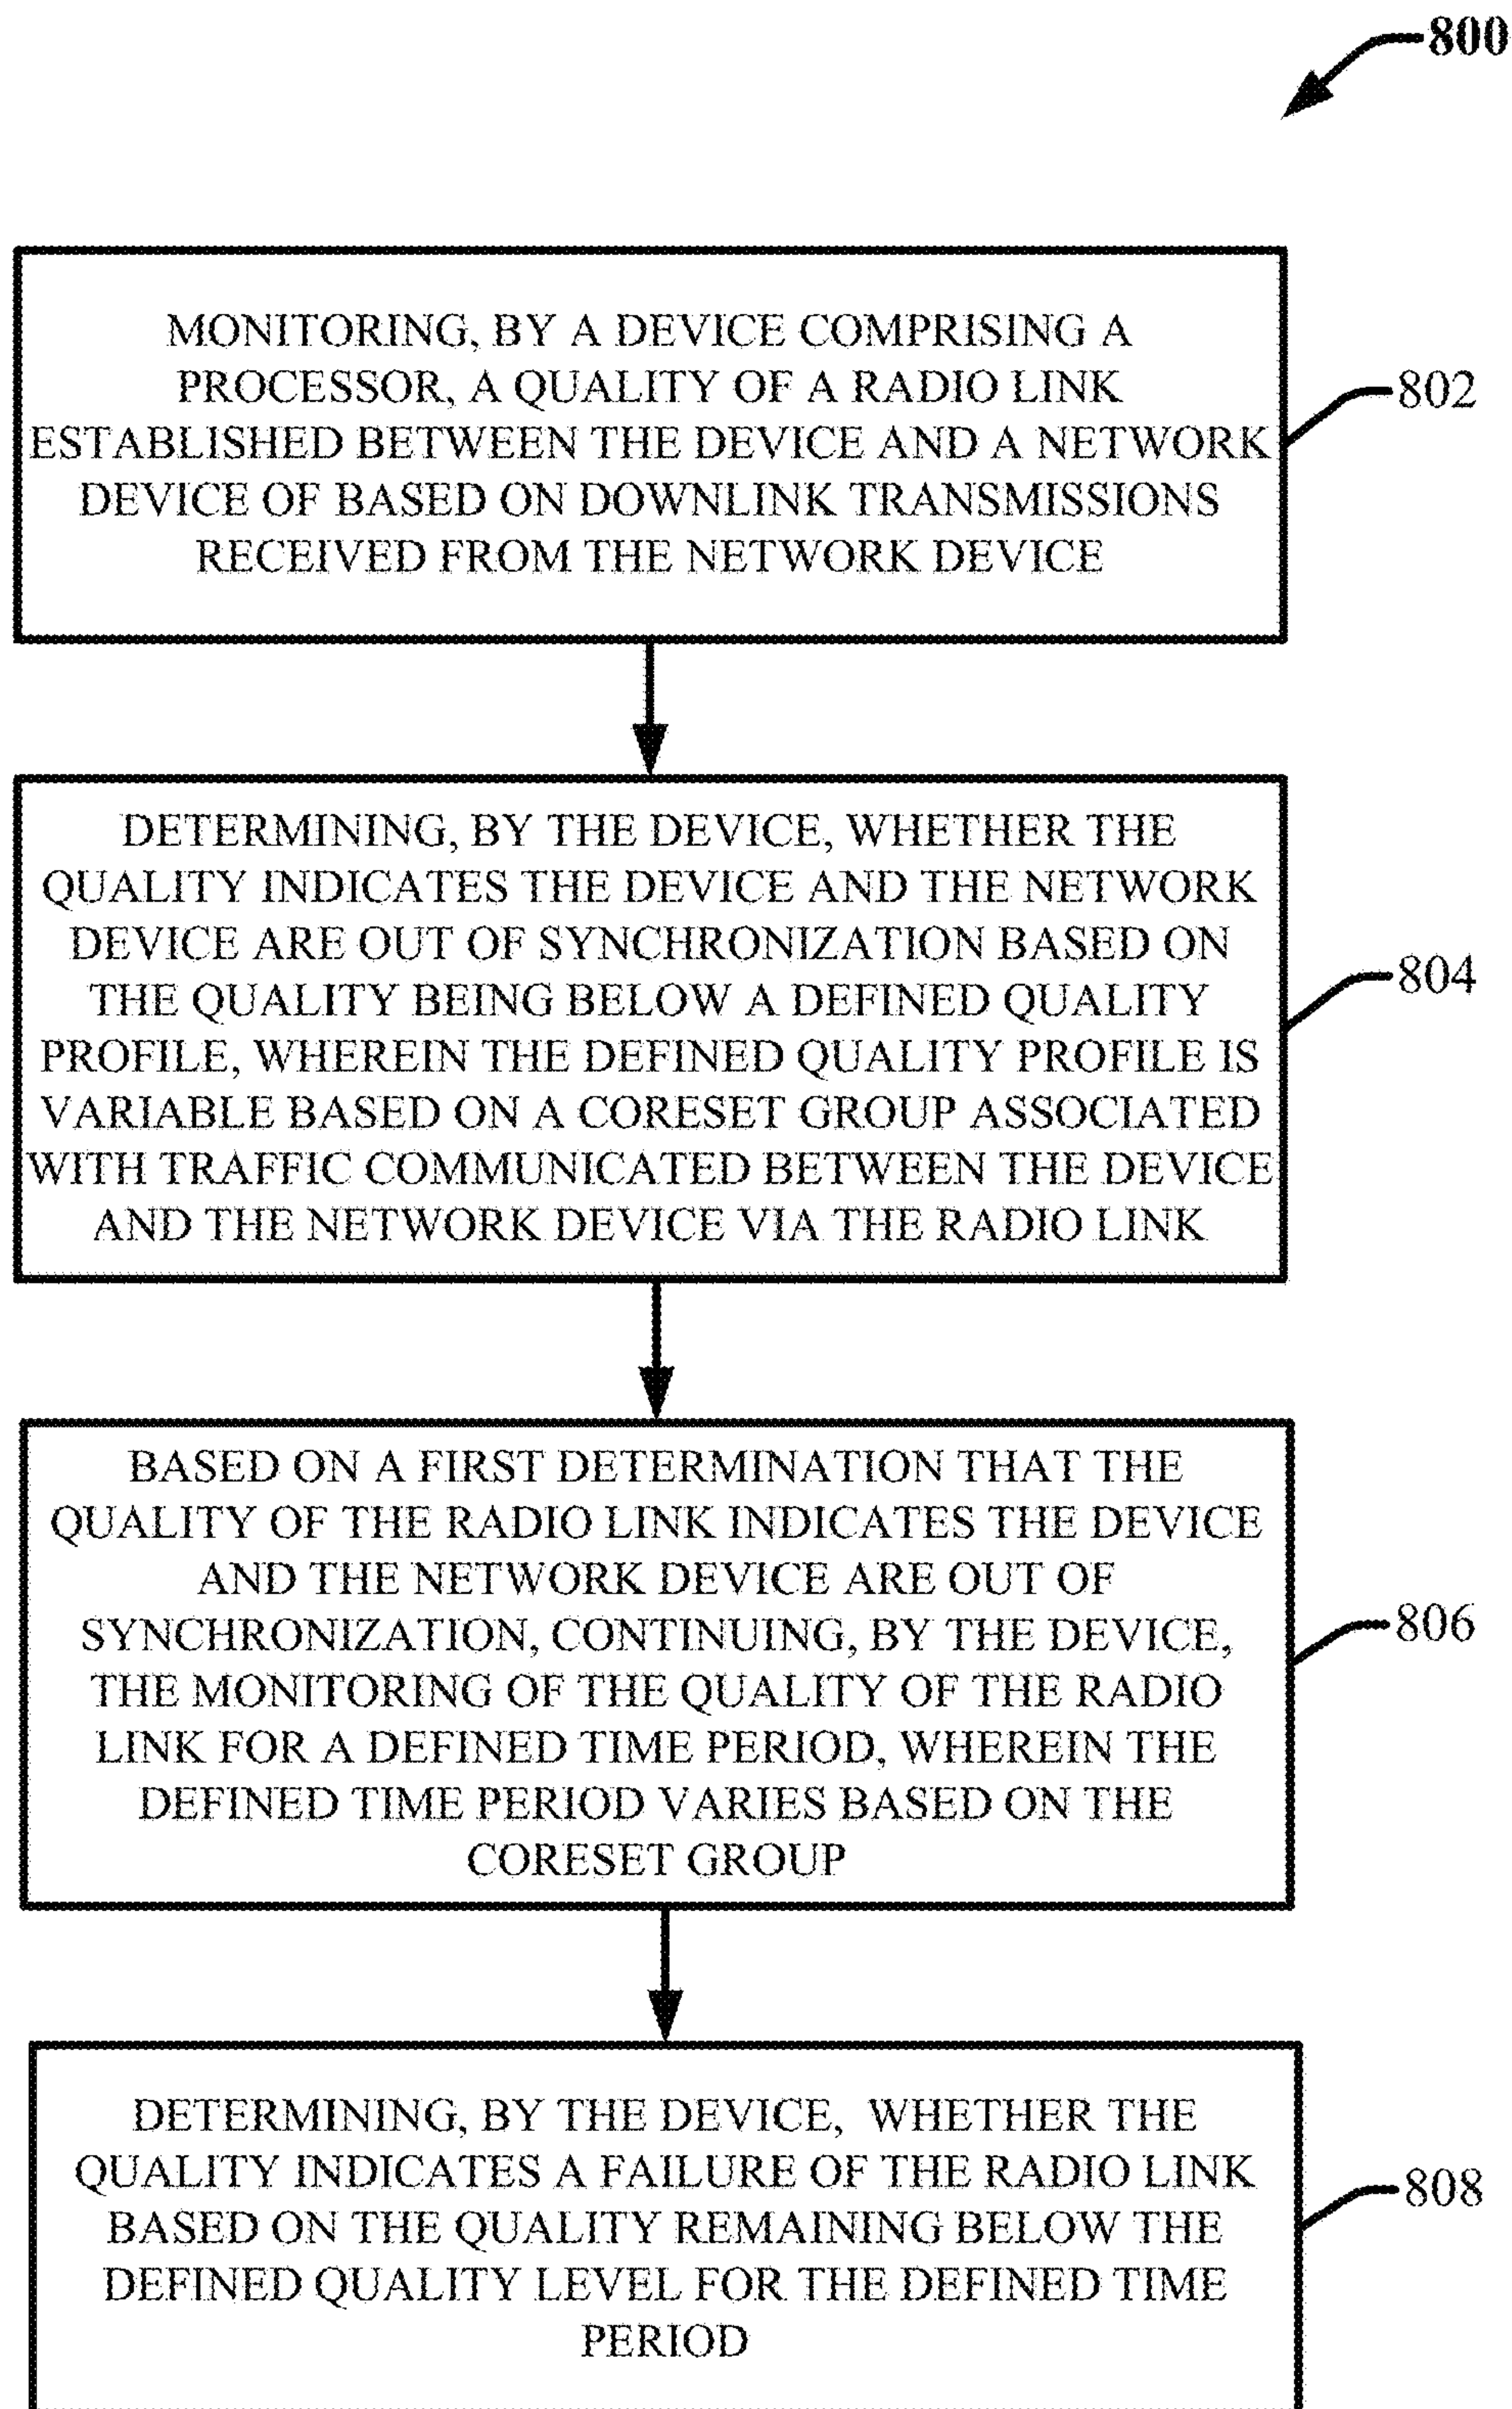 800
MONITORING, BY A DEVICE COMPRISING A
PROCESSOR, A QUALITY OF A RADIO LINK
ESTABLISHED BETWEEN THE DEVICE AND A NETWORK
DEVICE OF BASED ON DOWNLINK TRANSMISSIONS
RECEIVED FROM THE NETWORK DEVICE
802
DETERMINING, BY THE DEVICE, WHETHER THE
QUALITY INDICATES THE DEVICE AND THE NETWORK
DEVICE ARE OUT OF SYNCHRONIZATION BASED ON
THE QUALITY BEING BELOW A DEFINED QUALITY
PROFILE, WHEREIN THE DEFINED QUALITY PROFILE IS
VARIABLE BASED ON A CORESET GROUP ASSOCIATED
WITH TRAFFIC COMMUNICATED BETWEEN THE DEVICE
AND THE NETWORK DEVICE VIA THE RADIO LINK
804
BASED ON A FIRST DETERMINATION THAT THE
QUALITY OF THE RADIO LINK INDICATES THE DEVICE
AND THE NETWORK DEVICE ARE OUT OF
SYNCHRONIZATION, CONTINUING, BY THE DEVICE,
THE MONITORING OF THE QUALITY OF THE RADIO
LINK FOR A DEFINED TIME PERIOD, WHEREIN THE
DEFINED TIME PERIOD VARIES BASED ON THE
CORESET GROUP
806
DETERMINING, BY THE DEVICE, WHETHER THE
QUALITY INDICATES A FAILURE OF THE RADIO LINK
BASED ON THE QUALITY REMAINING BELOW THE
DEFINED QUALITY LEVEL FOR THE DEFINED TIME
PERIOD
808